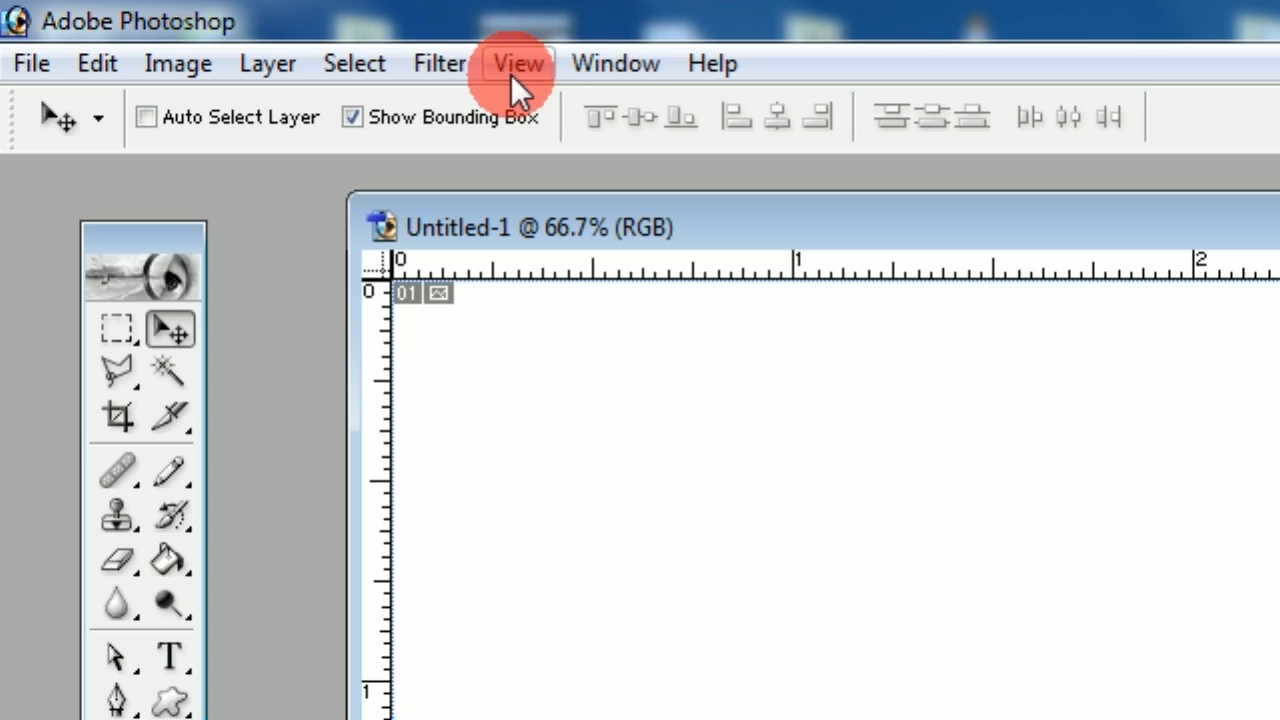 Adobe Photoshop
File Edit Image Layer Select Filter View Window Help
Auto Select Layer Show Bounding Box
Untitled-1 @ 66.7% (RGB)
0 1 2
0
01
T
1